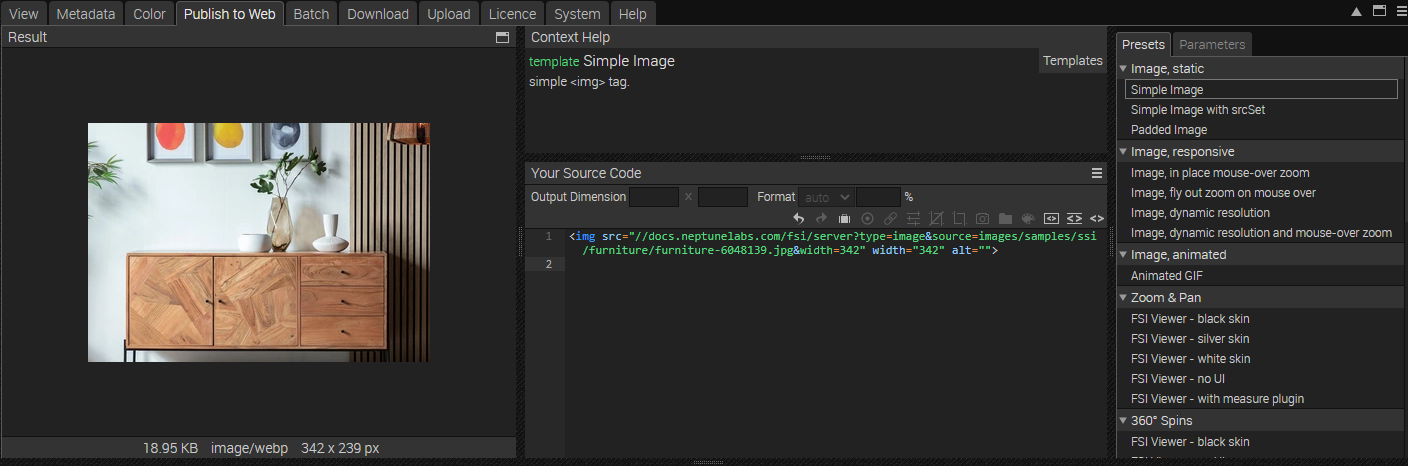 View Metadata Color Publish to Web Batch Download Upload Licence System Help
Result
18.95 KB image/webp 342 x 239 px
Context Help
template Simple Image
Templates
simple <img> tag.
Your Source Code
Output Dimension x Format auto %
1 <img src="//docs.neptunelabs.com/fsi/server?type=image&source=images/samples/ssi
/furniture/furniture-6048139.jpg&width=342" width="342" alt="">
2
Presets Parameters
Image, static
Simple Image
Simple Image with srcSet
Padded Image
Image, responsive
Image, in place mouse-over zoom
Image, fly out zoom on mouse over
Image, dynamic resolution
Image, dynamic resolution and mouse-over zoom
Image, animated
Animated GIF
Zoom & Pan
FSI Viewer - black skin
FSI Viewer - silver skin
FSI Viewer - white skin
FSI Viewer - no UI
FSI Viewer - with measure plugin
360° Spins
FSI Viewer - black skin